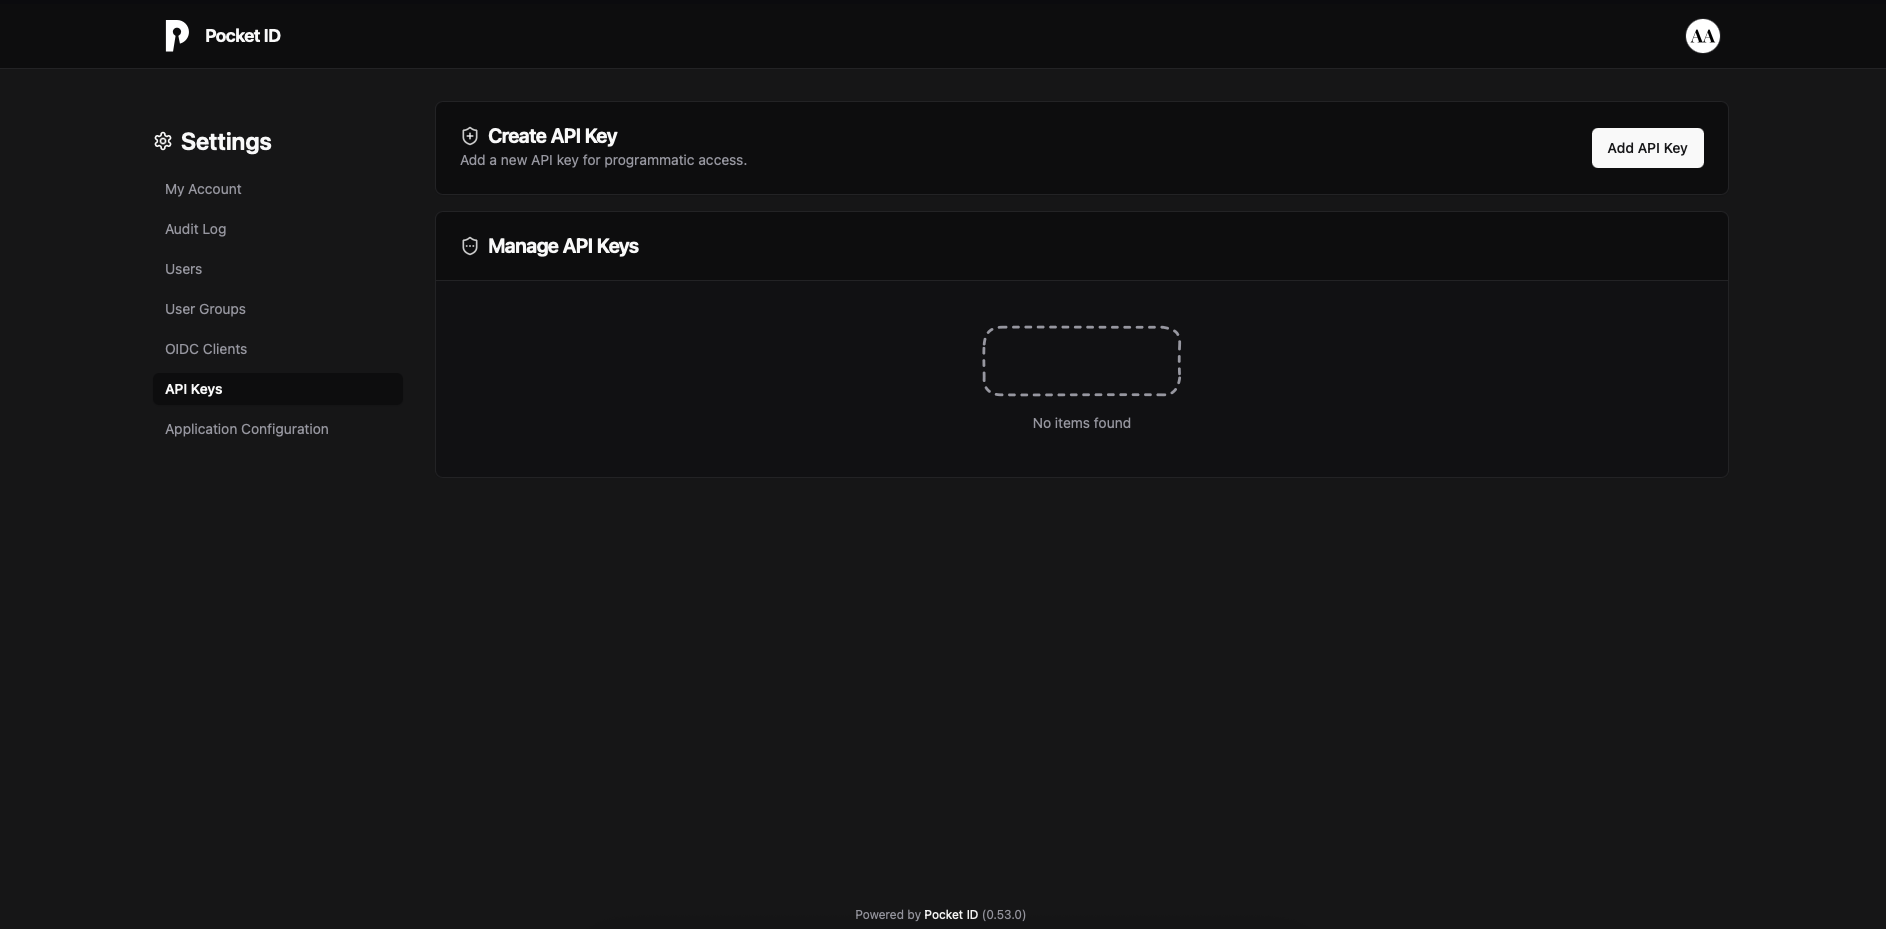 Pocket ID
AA
Settings
My Account
Audit Log
Users
User Groups
OIDC Clients
API Keys
Application Configuration
Create API Key
Add a new API key for programmatic access.
Add API Key
Manage API Keys
No items found
Powered by Pocket ID (0.53.0)